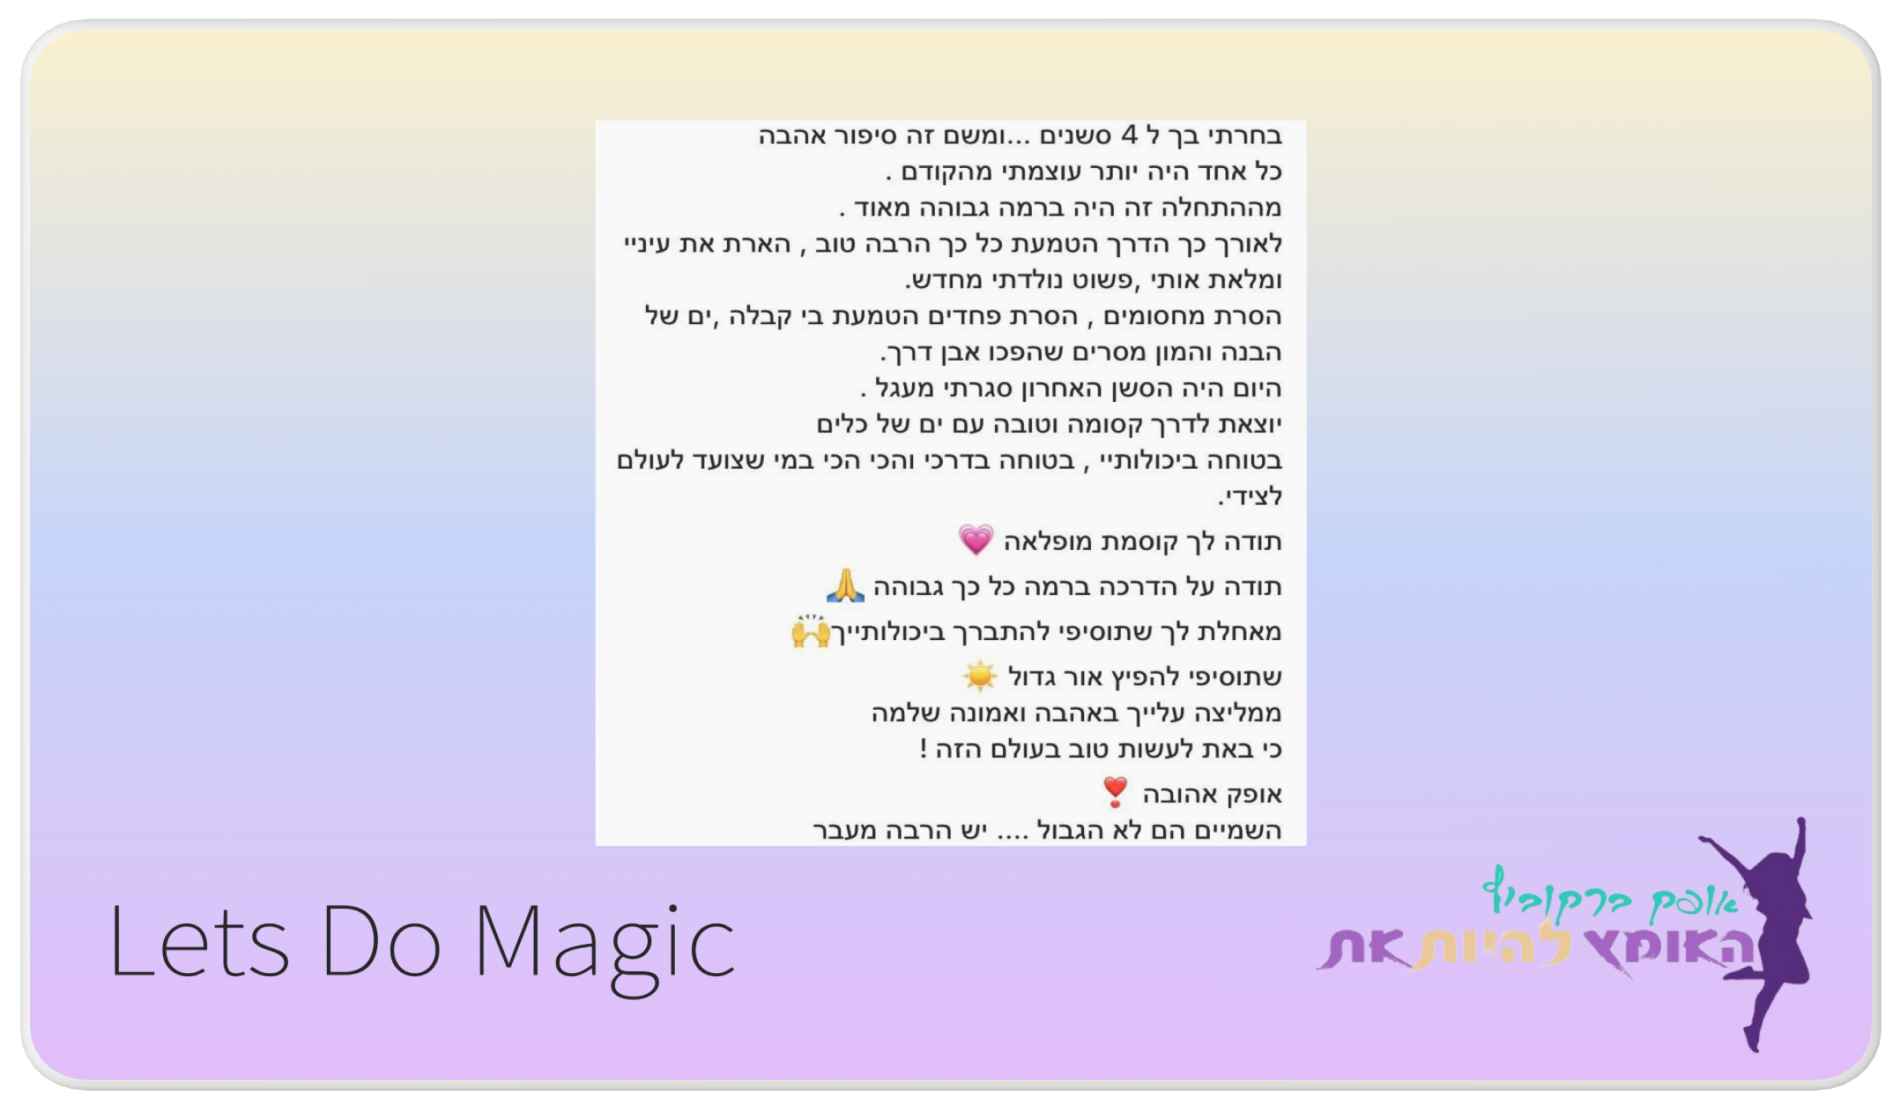 בחרתי בך ל 4 סשנים ...ומשם זה סיפור אהבה
כל אחד היה יותר עוצמתי מהקודם .
מההתחלה זה היה ברמה גבוהה מאוד .
לאורך כך הדרך הטמעת כל כך הרבה טוב , הארת את עיניי
ומלאת אותי ,פשוט נולדתי מחדש.
הסרת מחסומים , הסרת פחדים הטמעת בי קבלה ,ים של
הבנה והמון מסרים שהפכו אבן דרך.
היום היה הסשן האחרון סגרתי מעגל .
יוצאת לדרך קסומה וטובה עם ים של כלים
בטוחה ביכולותיי , בטוחה בדרכי והכי הכי במי שצועד לעולם
לצידי.
תודה לך קוסמת מופלאה 💗
תודה על הדרכה ברמה כל כך גבוהה 🙏
מאחלת לך שתוסיפי להתברך ביכולותייך🙌
שתוסיפי להפיץ אור גדול ☀️
ממליצה עלייך באהבה ואמונה שלמה
כי באת לעשות טוב בעולם הזה !
אופק אהובה ❣️
השמיים הם לא הגבול .... יש הרבה מעבר
אופק ברקוביץ
האומץ להיות את
Lets Do Magic